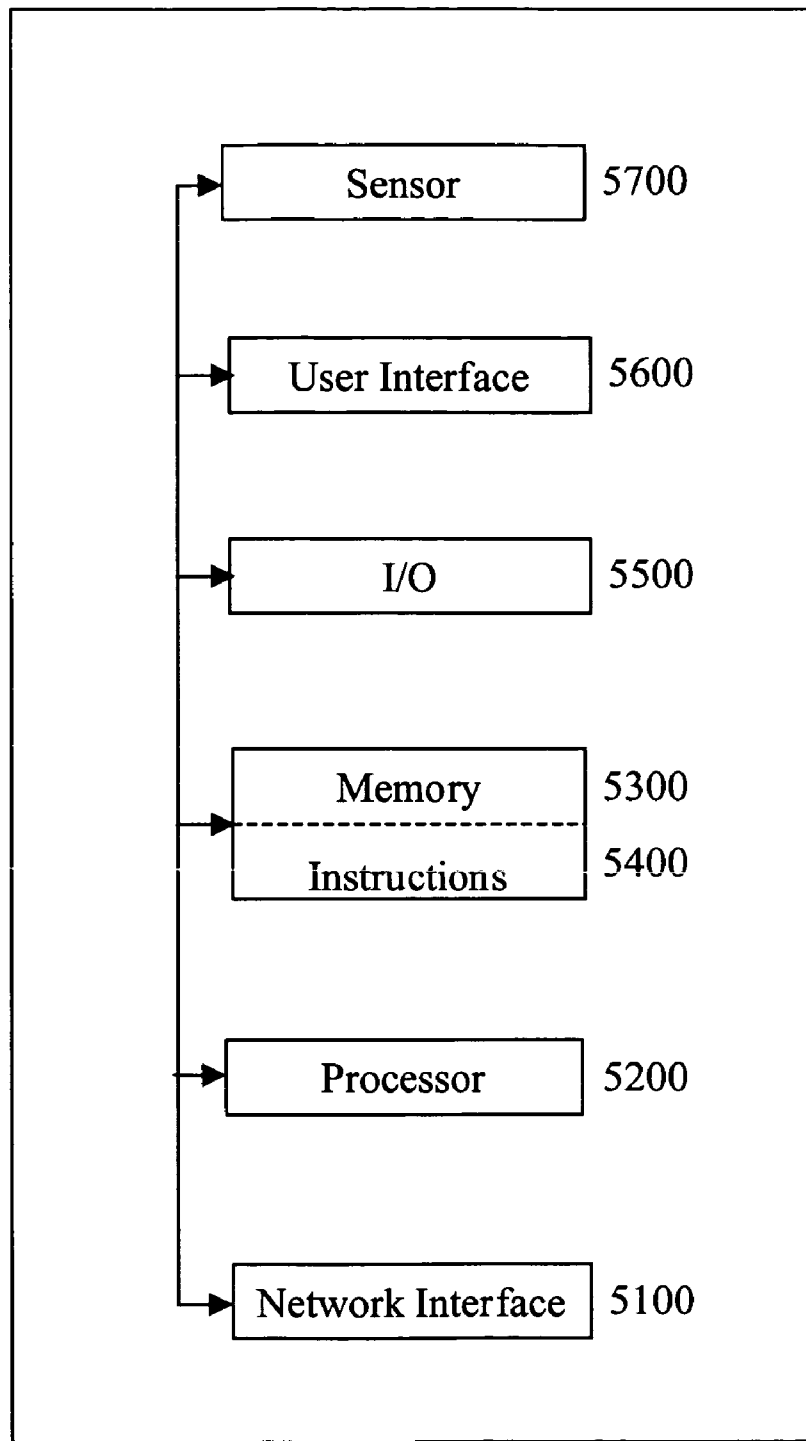 Sensor 5700
User Interface 5600
I/O 5500
Memory 5300
Instructions 5400
Processor 5200
Network Interface 5100